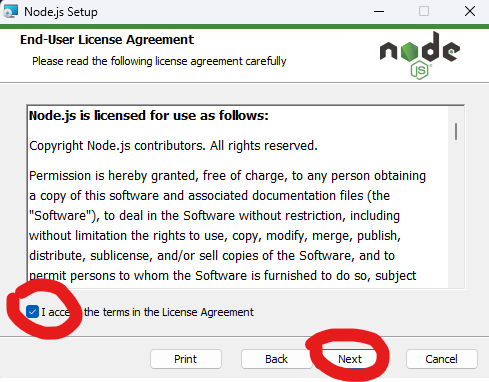 Node.js Setup
End-User License Agreement
Please read the following license agreement carefully
node
JS
Node.js is licensed for use as follows:
Copyright Node.js contributors. All rights reserved.
Permission is hereby granted, free of charge, to any person obtaining
a copy of this software and associated documentation files (the
"Software"), to deal in the Software without restriction, including
without limitation the rights to use, copy, modify, merge, publish,
distribute, sublicense, and/or sell copies of the Software, and to
permit persons to whom the Software is furnished to do so, subject
I accept the terms in the License Agreement
Print Back Next Cancel